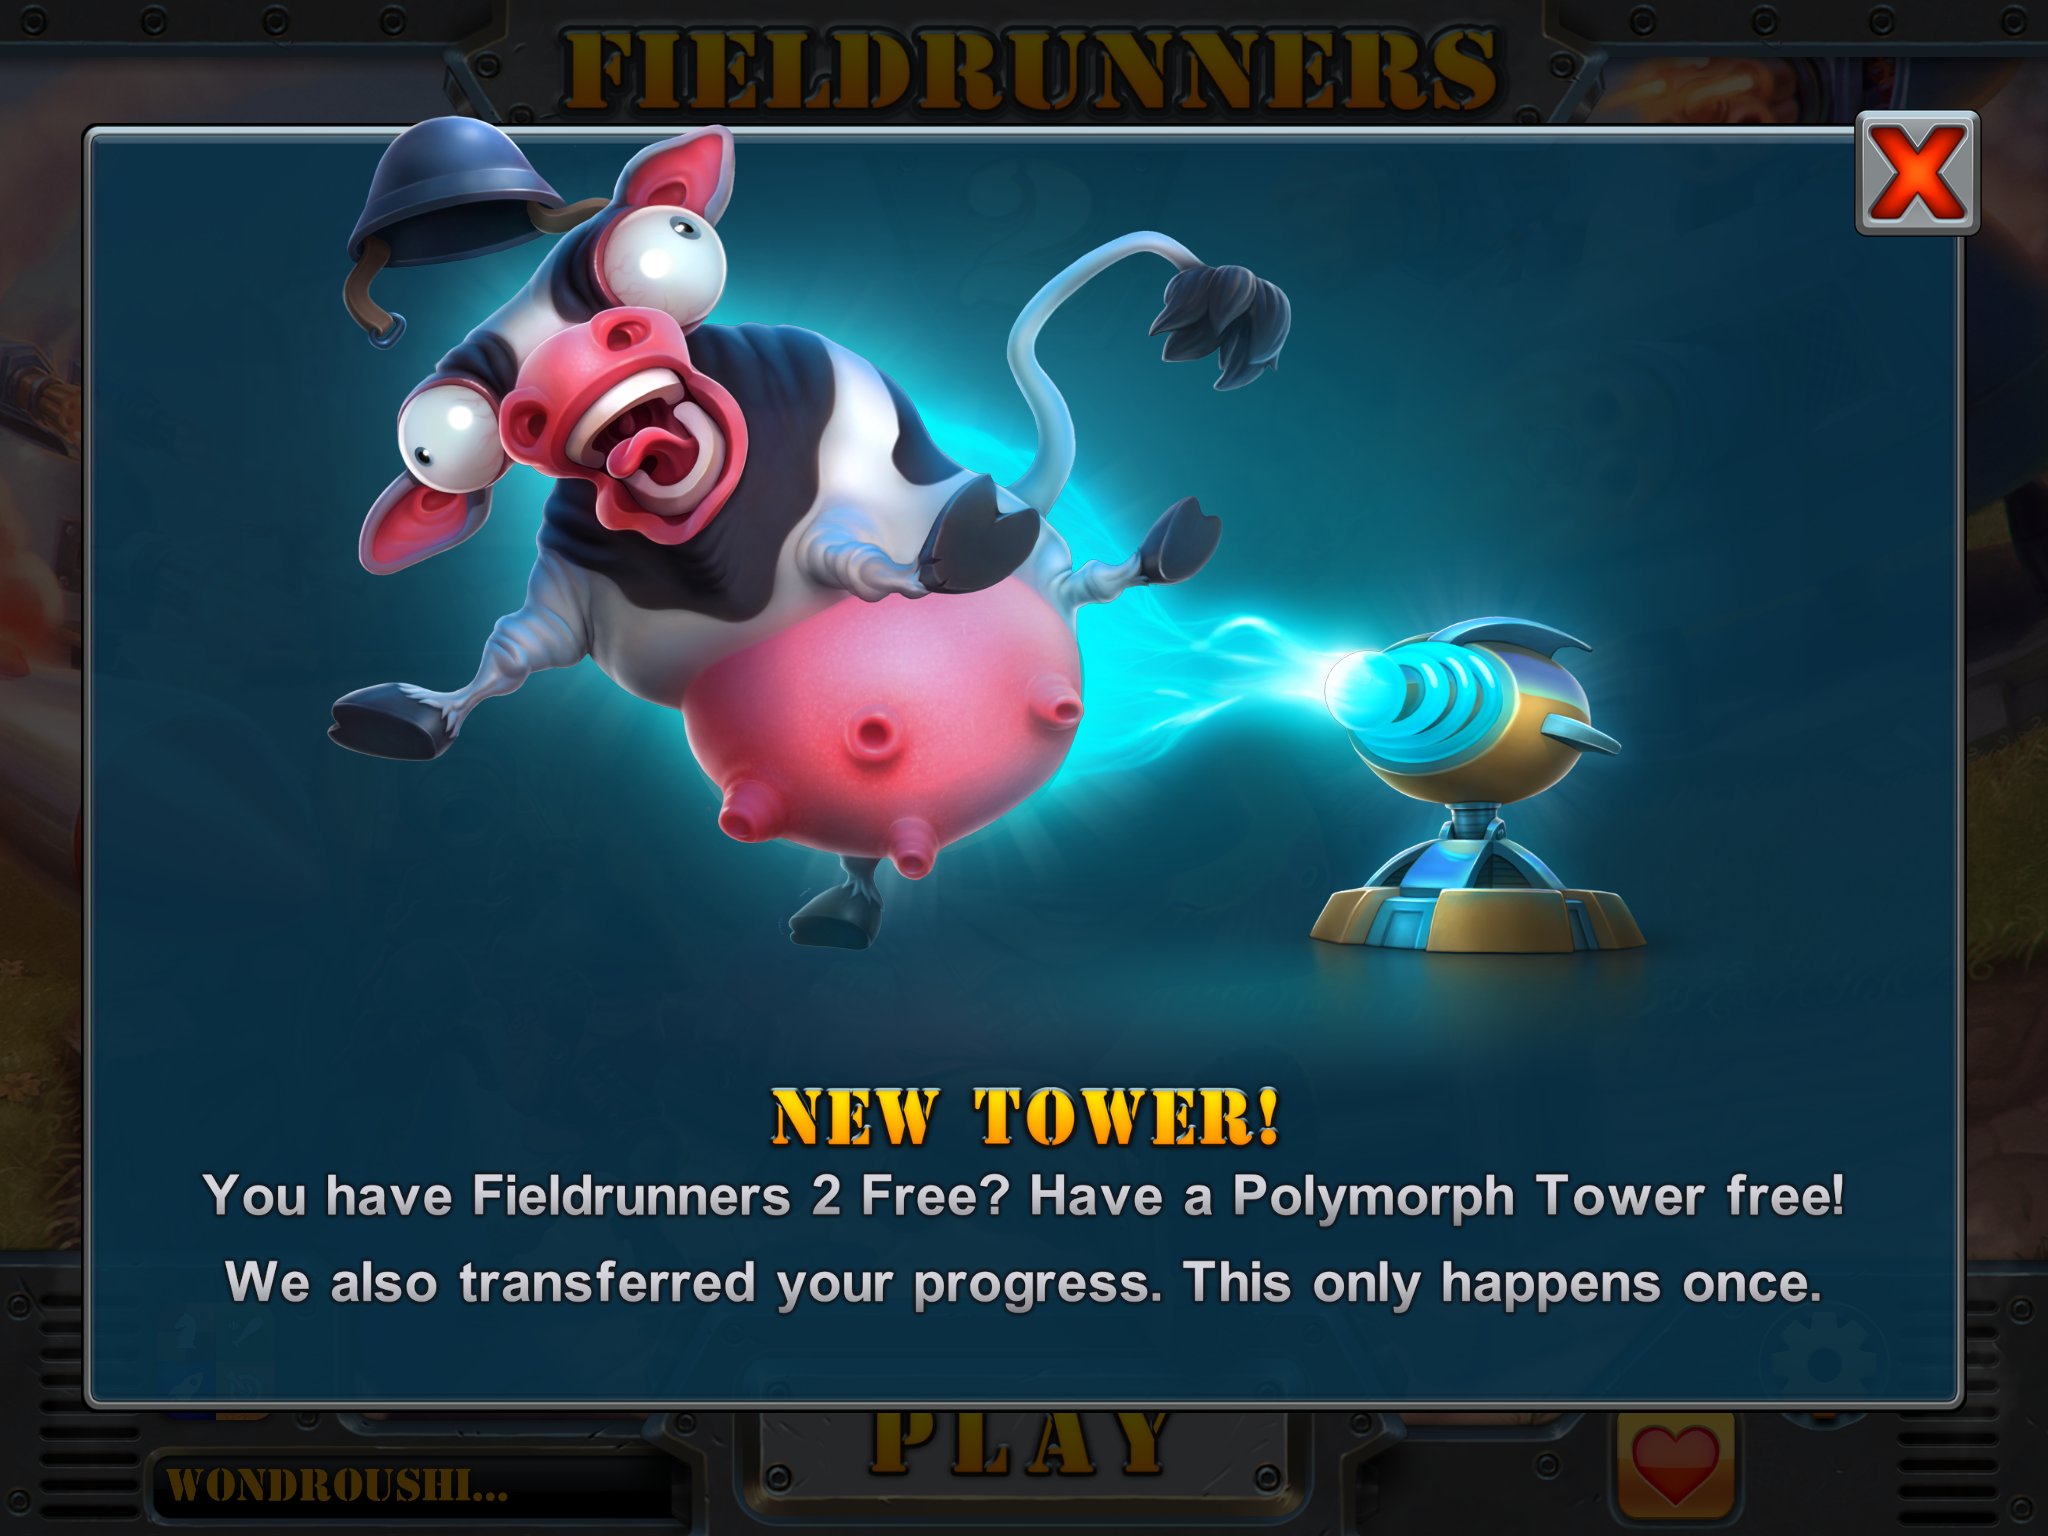 FIELDRUNNERS
X
NEW TOWER!
You have Fieldrunners 2 Free? Have a Polymorph Tower free!
We also transferred your progress. This only happens once.
PLAY
WONDROUSHI...